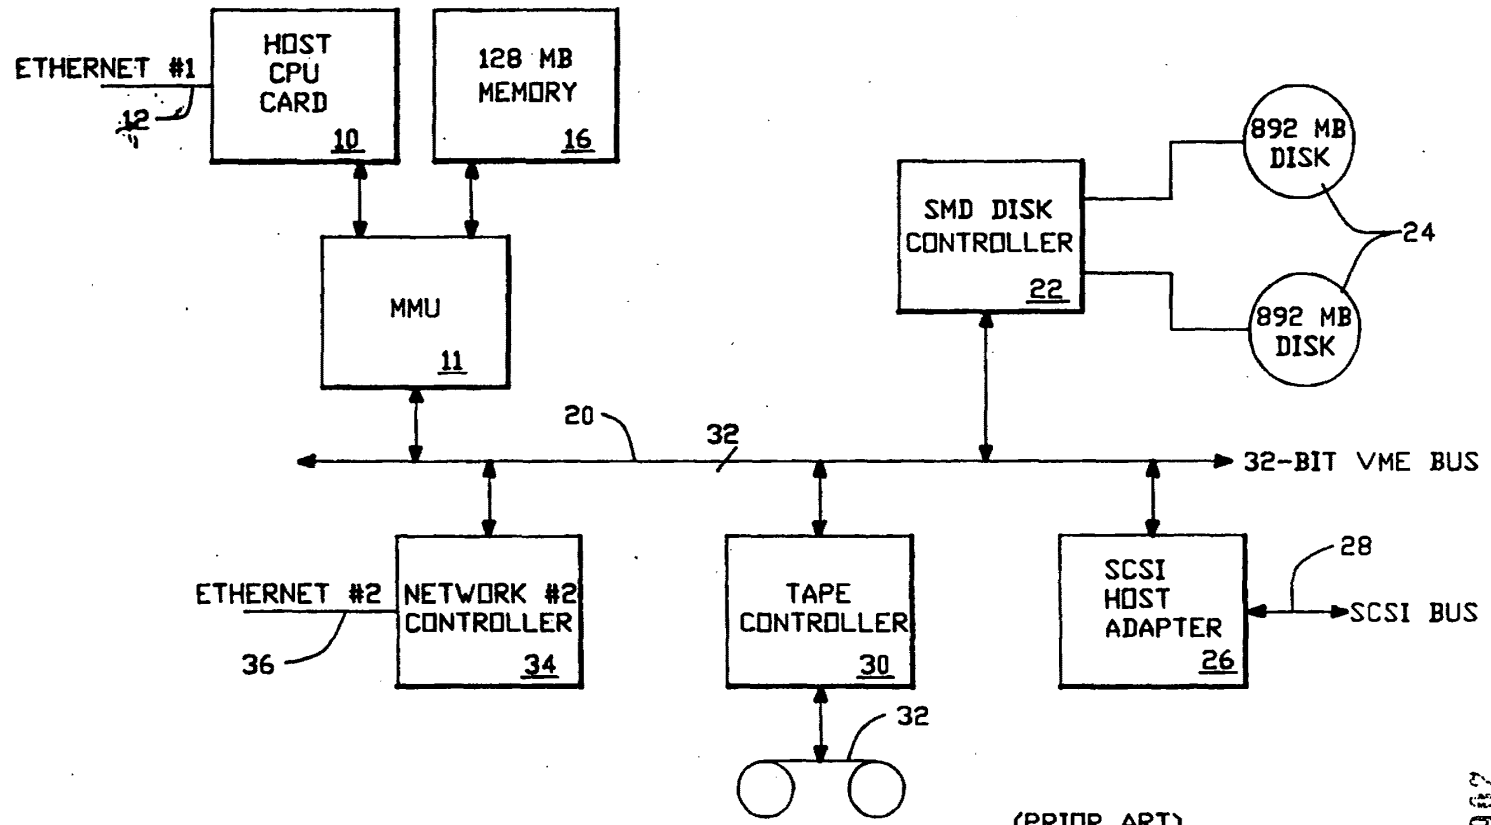 HOST
CPU
CARD
10
128 MB
MEMORY
16
ETHERNET #1
12
892 MB
DISK
SMD DISK
CONTROLLER
22
24
MMU
11
892 MB
DISK
20
32
32-BIT VME BUS
ETHERNET #2
36
NETWORK #2
CONTROLLER
34
TAPE
CONTROLLER
30
SCSI
HOST
ADAPTER
26
28
SCSI BUS
32
(PRIOR ART)